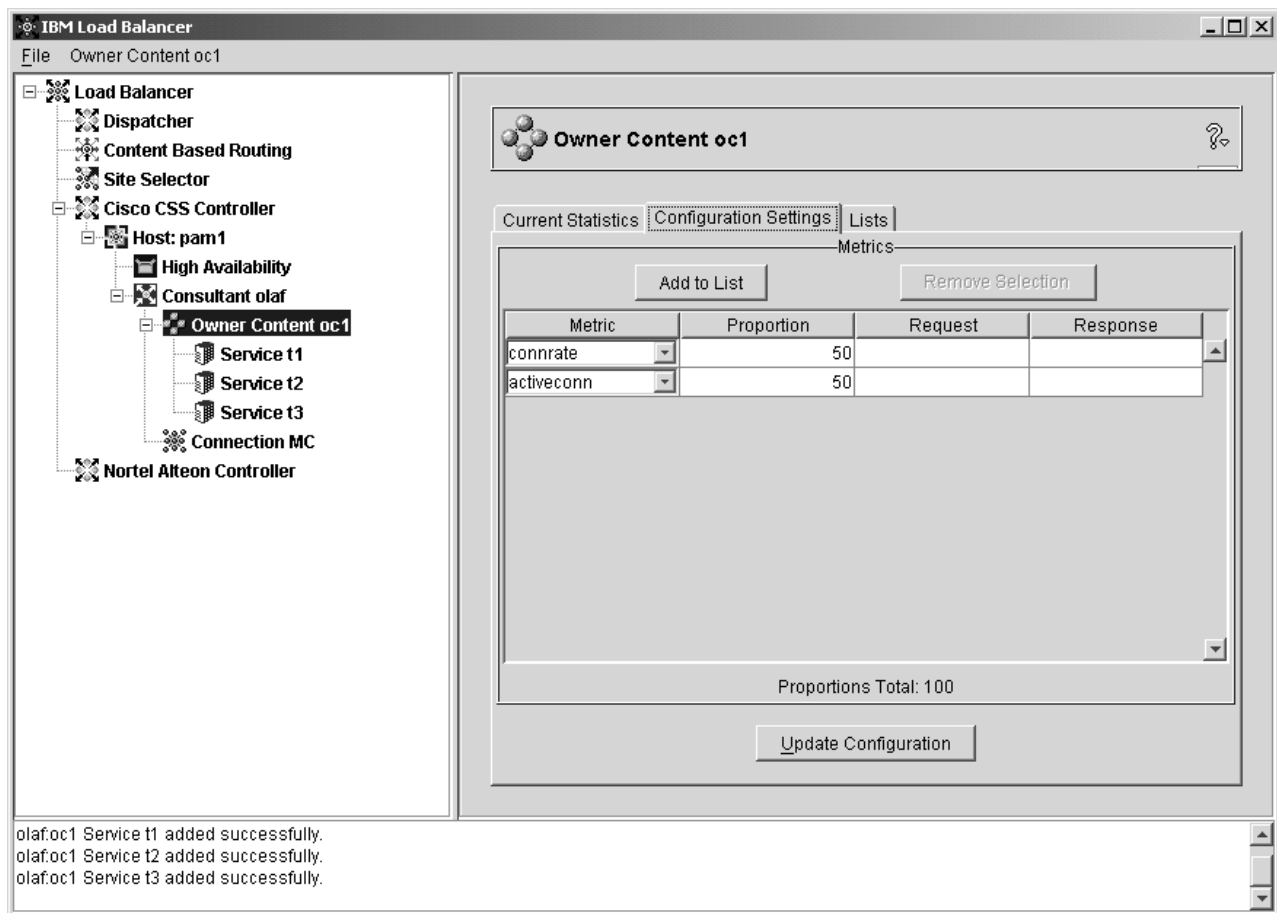 IBM Load Balancer
File Owner Content oc1
Load Balancer
Dispatcher
Content Based Routing
Site Selector
Cisco CSS Controller
Host: pam1
High Availability
Consultant olaf
Owner Content oc1
Service t1
Service t2
Service t3
Connection MC
Nortel Alteon Controller
Owner Content oc1
?
Current Statistics Configuration Settings Lists
Metrics
Add to List Remove Selection
Metric Proportion Request Response
connrate 50
activeconn 50
Proportions Total: 100
Update Configuration
olaf:oc1 Service t1 added successfully.
olaf:oc1 Service t2 added successfully.
olaf:oc1 Service t3 added successfully.